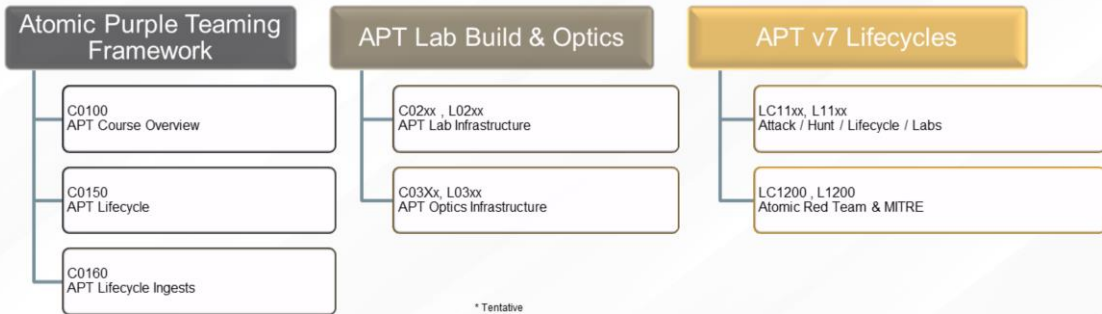 Atomic Purple Teaming
Framework
C0100
APT Course Overview
C0150
APT Lifecycle
C0160
APT Lifecycle Ingests
APT Lab Build & Optics
C02xx , L02xx
APT Lab Infrastructure
C03Xx, L03xx
APT Optics Infrastructure
APT v7 Lifecycles
LC11xx, L11xx
Attack / Hunt / Lifecycle / Labs
LC1200 , L1200
Atomic Red Team & MITRE
* Tentative